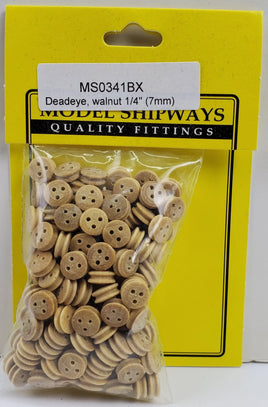 MS0341BX
Deadeye, walnut 1/4" (7mm)
MODEL SHIPWAYS
QUALITY FITTINGS